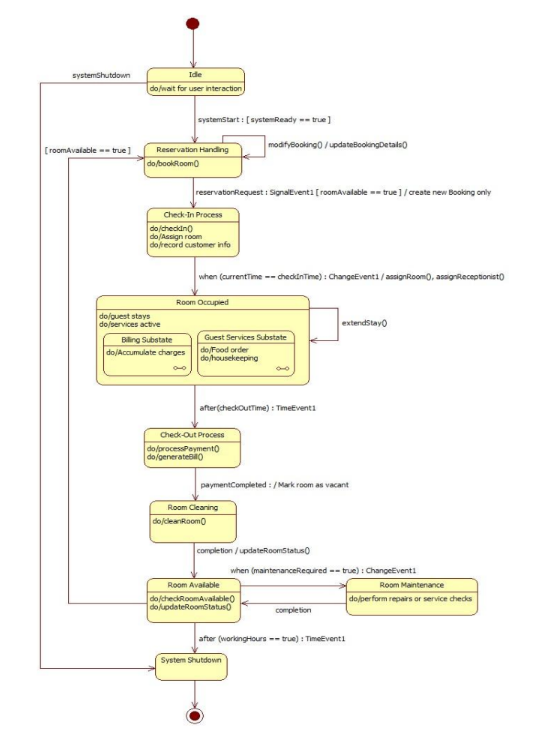 systemShutdown
Idle
do/wait for user interaction
systemStart : [ systemReady == true ]
[ roomAvailable == true ]
Reservation Handling
do/bookRoom()
modifyBooking() / updateBookingDetails()
reservationRequest : SignalEvent1 [ roomAvailable == true ] / create new Booking only
Check-In Process
do/checkIn()
do/Assign room
do/record customer info
when (currentTime == checkInTime) : ChangeEvent1 / assignRoom(), assignReceptionist()
Room Occupied
do/guest stays
do/services active
extendStay()
Billing Substate
do/Accumulate charges
Guest Services Substate
do/Food order
do/housekeeping
after(checkOutTime) : TimeEvent1
Check-Out Process
do/processPayment()
do/generateBill()
paymentCompleted : / Mark room as vacant
Room Cleaning
do/cleanRoom()
completion / updateRoomStatus()
when (maintenanceRequired == true) : ChangeEvent1
Room Available
do/checkRoomAvailable()
do/updateRoomStatus()
Room Maintenance
do/perform repairs or service checks
completion
after (workingHours == true) : TimeEvent1
System Shutdown